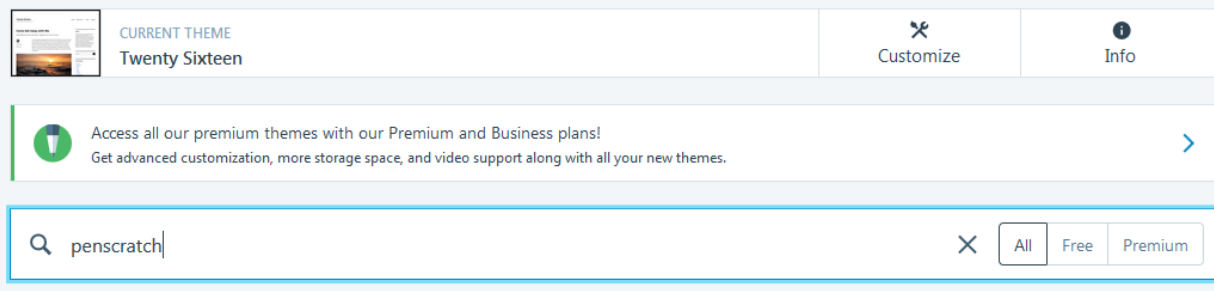 CURRENT THEME
Twenty Sixteen
Customize
Info
Access all our premium themes with our Premium and Business plans!
Get advanced customization, more storage space, and video support along with all your new themes.
penscratch
All
Free
Premium